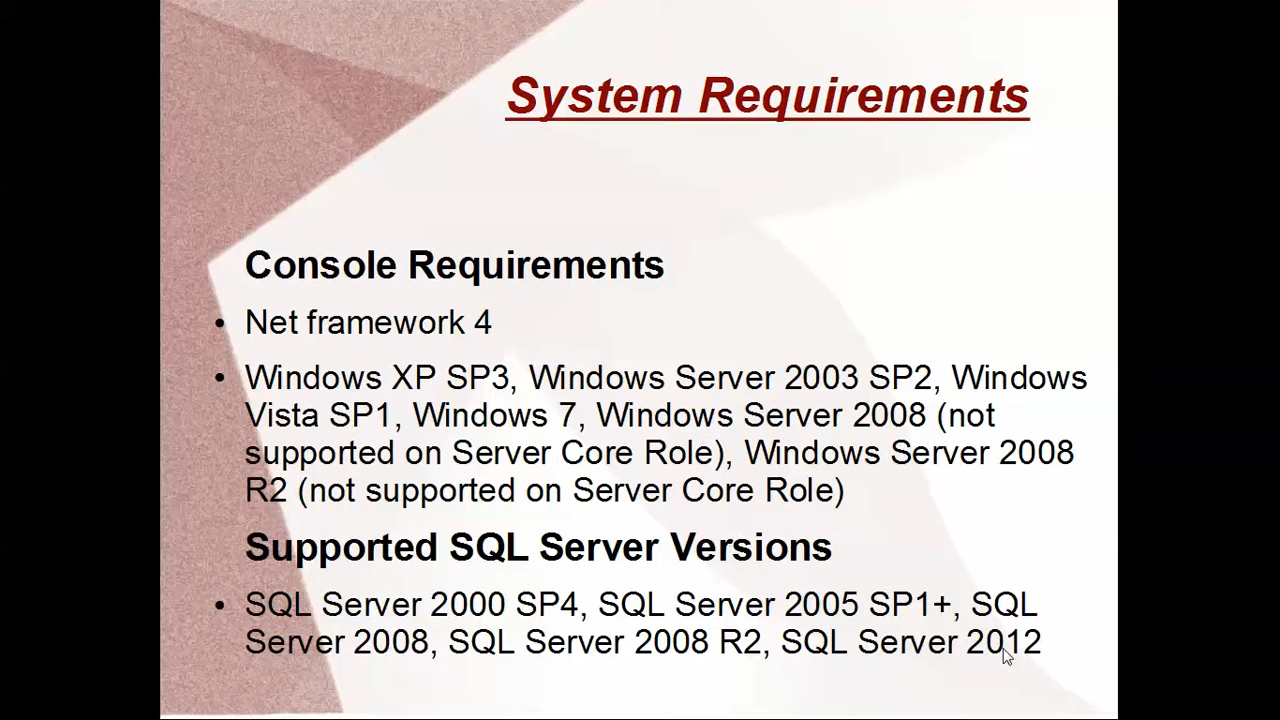 System Requirements
Console Requirements
• Net framework 4
• Windows XP SP3, Windows Server 2003 SP2, Windows
Vista SP1, Windows 7, Windows Server 2008 (not
supported on Server Core Role), Windows Server 2008
R2 (not supported on Server Core Role)
Supported SQL Server Versions
• SQL Server 2000 SP4, SQL Server 2005 SP1+, SQL
Server 2008, SQL Server 2008 R2, SQL Server 2012